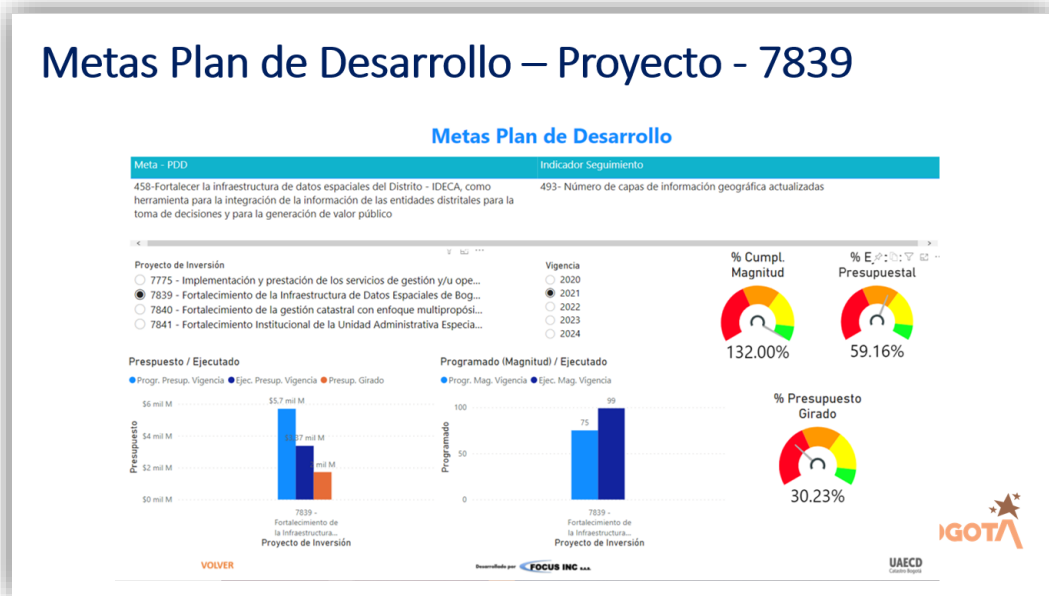 Metas Plan de Desarrollo – Proyecto - 7839
Metas Plan de Desarrollo
Meta - PDD
Indicador Seguimiento
458-Fortalecer la infraestructura de datos espaciales del Distrito - IDECA, como
herramienta para la integración de la información de las entidades distritales para la
toma de decisiones y para la generación de valor público
493- Número de capas de información geográfica actualizadas
Proyecto de Inversión
7775 - Implementación y prestación de los servicios de gestión y/u ope...
7839 - Fortalecimiento de la Infraestructura de Datos Espaciales de Bog...
7840 - Fortalecimiento de la gestión catastral con enfoque multipropósi...
7841 - Fortalecimiento Institucional de la Unidad Administrativa Especia...
Vigencia
2020
2021
2022
2023
2024
% Cumpl.
Magnitud
132.00%
% E
Presupuestal
59.16%
Prespuesto / Ejecutado
Progr. Presup. Vigencia Ejec. Presup. Vigencia Presup. Girado
$6 mil M
$4 mil M
$2 mil M
$0 mil M
Presupuesto
$5.7 mil M
37 mil M
mil M
7839 -
Fortalecimiento de
la Infraestructura...
Proyecto de Inversión
Programado (Magnitud) / Ejecutado
Progr. Mag. Vigencia Ejec. Mag. Vigencia
100
50
0
Programado
75
99
7839 -
Fortalecimiento de
la Infraestructura...
Proyecto de Inversión
% Presupuesto
Girado
30.23%
OGOTA
VOLVER
Desarrollado por FOCUS INC S.A.S.
UAECD
Catastro Bogotá